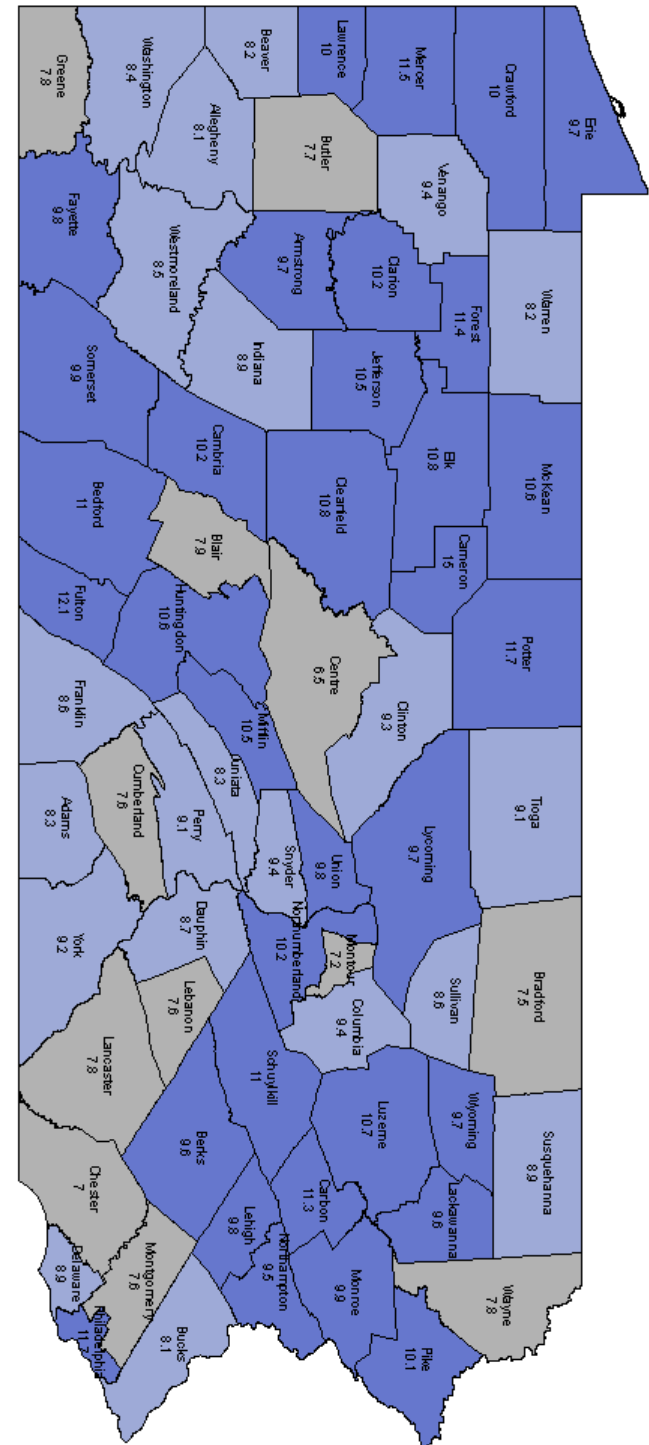 Erie
9.7
Crawford
10
Mercer
11.5
Lawrence
10
Beaver
8.2
Washington
8.4
Greene
7.8
Warren
8.2
Venango
9.4
Butler
7.7
Allegheny
8.1
Fayette
9.8
Forest
11.4
Clarion
10.2
Armstrong
9.7
Westmoreland
8.5
McKean
10.6
Elk
10.8
Jefferson
10.5
Indiana
8.9
Somerset
9.9
Cameron
15
Clearfield
10.8
Cambria
10.2
Bedford
11
Potter
11.7
Clinton
9.3
Centre
6.5
Blair
7.9
Huntingdon
10.6
Fulton
12.1
Tioga
9.1
Lycoming
9.7
Union
9.8
Mifflin
10.5
Snyder
9.4
Juniata
8.3
Perry
9.1
Franklin
8.6
Cumberland
7.6
Adams
8.3
Bradford
7.5
Sullivan
8.6
Montour
7.2
Columbia
9.4
Northumberland
10.2
Dauphin
8.7
York
9.2
Susquehanna
8.9
Wyoming
9.7
Luzerne
10.7
Schuylkill
11
Lebanon
7.6
Lancaster
7.8
Wayne
7.8
Lackawanna
9.6
Carbon
11.3
Berks
9.6
Chester
7
Pike
10.1
Monroe
9.9
Northampton
9.5
Lehigh
9.8
Montgomery
7.6
Bucks
8.1
Delaware
8.9
Philadelphia
11.7